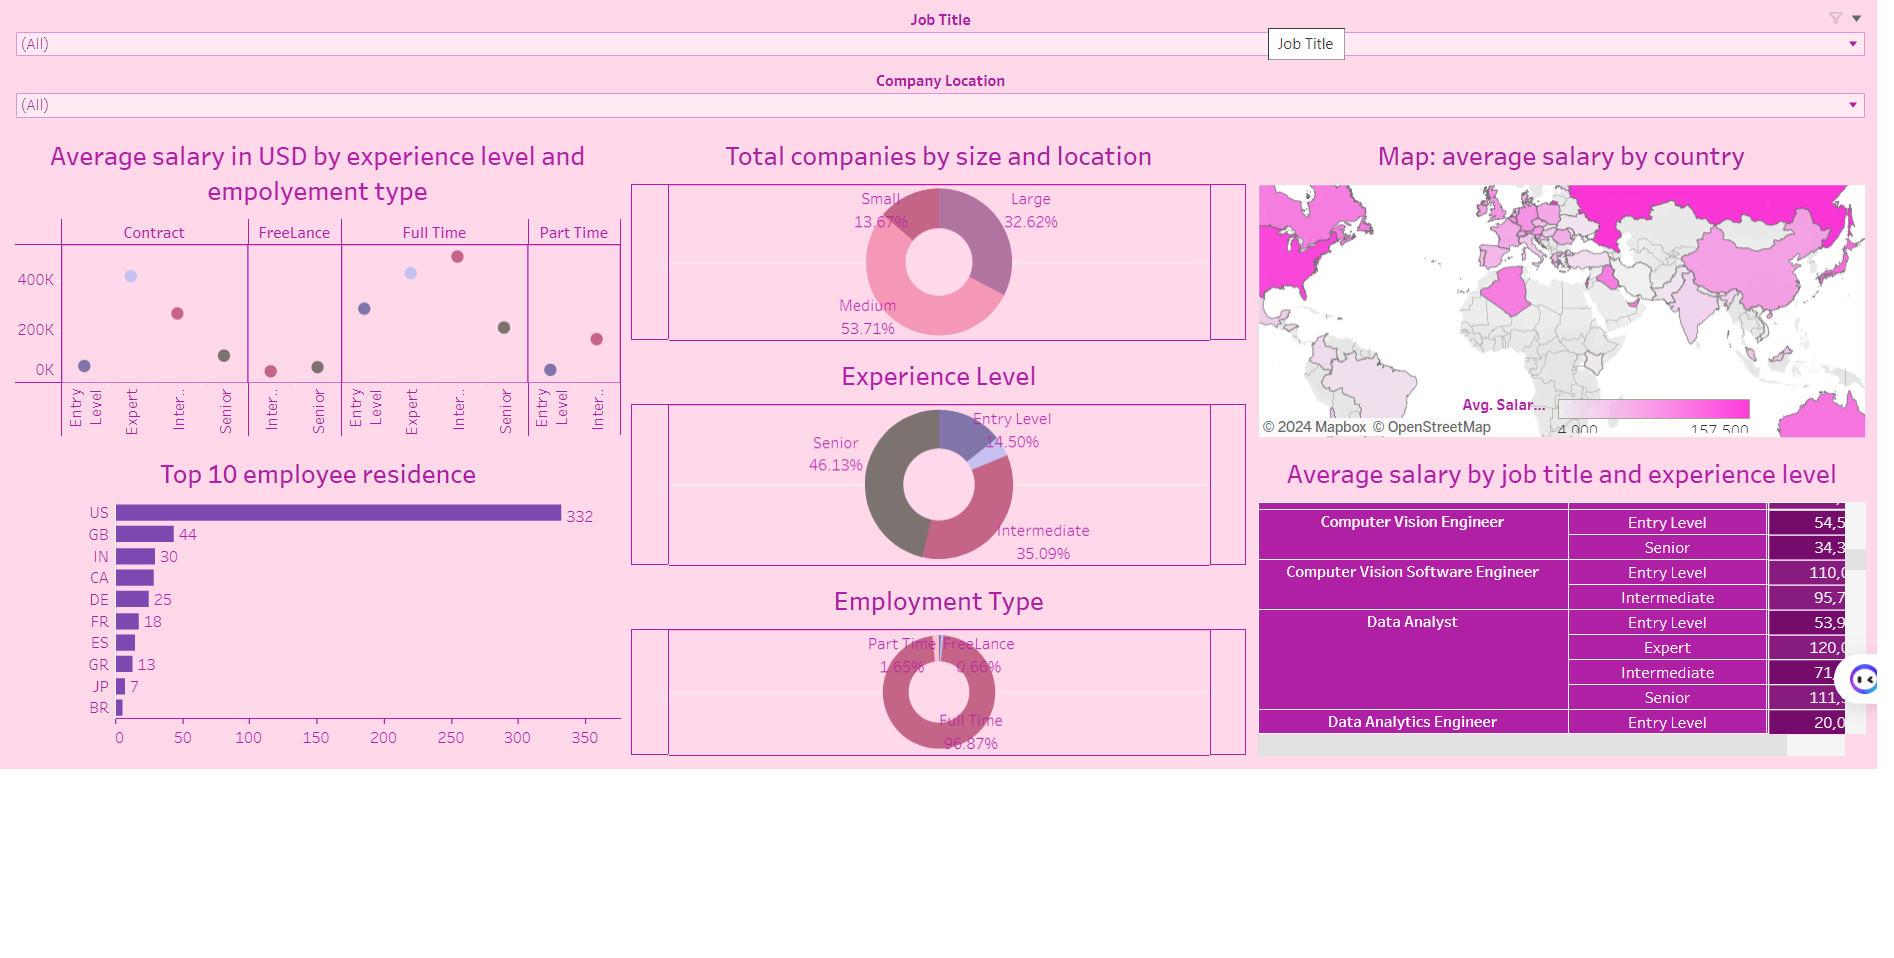 Job Title
(All)
Job Title
Company Location
(All)
Average salary in USD by experience level and
empolyement type
Contract
FreeLance
Full Time
Part Time
400K
200K
0K
Entry
Level
Expert
Inter..
Senior
Inter..
Senior
Entry
Level
Expert
Inter..
Senior
Entry
Level
Inter..
Top 10 employee residence
US
332
GB
44
IN
30
CA
DE
25
FR
18
ES
GR
13
JP
7
BR
0
50
100
150
200
250
300
350
Total companies by size and location
Small
13.67%
Large
32.62%
Medium
53.71%
Experience Level
Entry Level
14.50%
Senior
46.13%
Intermediate
35.09%
Employment Type
Part Time
1.65%
FreeLance
0.66%
Full Time
96.87%
Map: average salary by country
Avg. Salar...
4,000
157,500
© 2024 Mapbox © OpenStreetMap
Average salary by job title and experience level
Computer Vision Engineer
Entry Level
54,5
Senior
34,3
Computer Vision Software Engineer
Entry Level
110,0
Intermediate
95,7
Data Analyst
Entry Level
53,9
Expert
120,0
Intermediate
71,
Senior
111,
Data Analytics Engineer
Entry Level
20,0